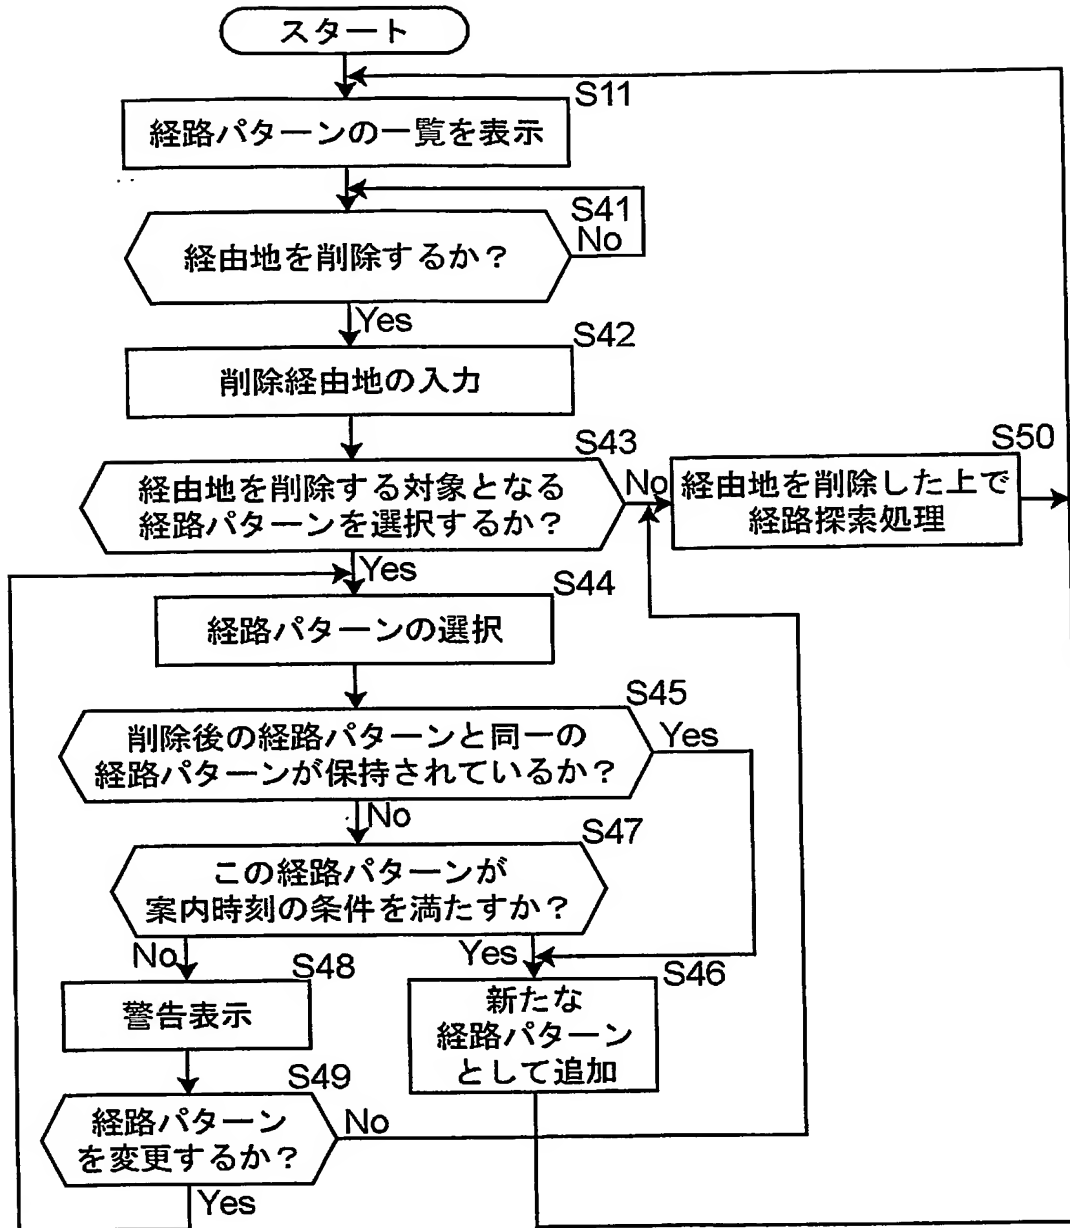 スタート
S11
経路パターンの一覧を表示
S41
経由地を削除するか？
No
Yes
S42
削除経由地の入力
S43
経由地を削除する対象となる
経路パターンを選択するか？
No
S50
経由地を削除した上で
経路探索処理
Yes
S44
経路パターンの選択
S45
削除後の経路パターンと同一の
経路パターンが保持されているか？
Yes
No
S47
この経路パターンが
案内時刻の条件を満たすか？
No
Yes
S48
警告表示
S46
新たな
経路パターン
として追加
S49
経路パターン
を変更するか？
No
Yes